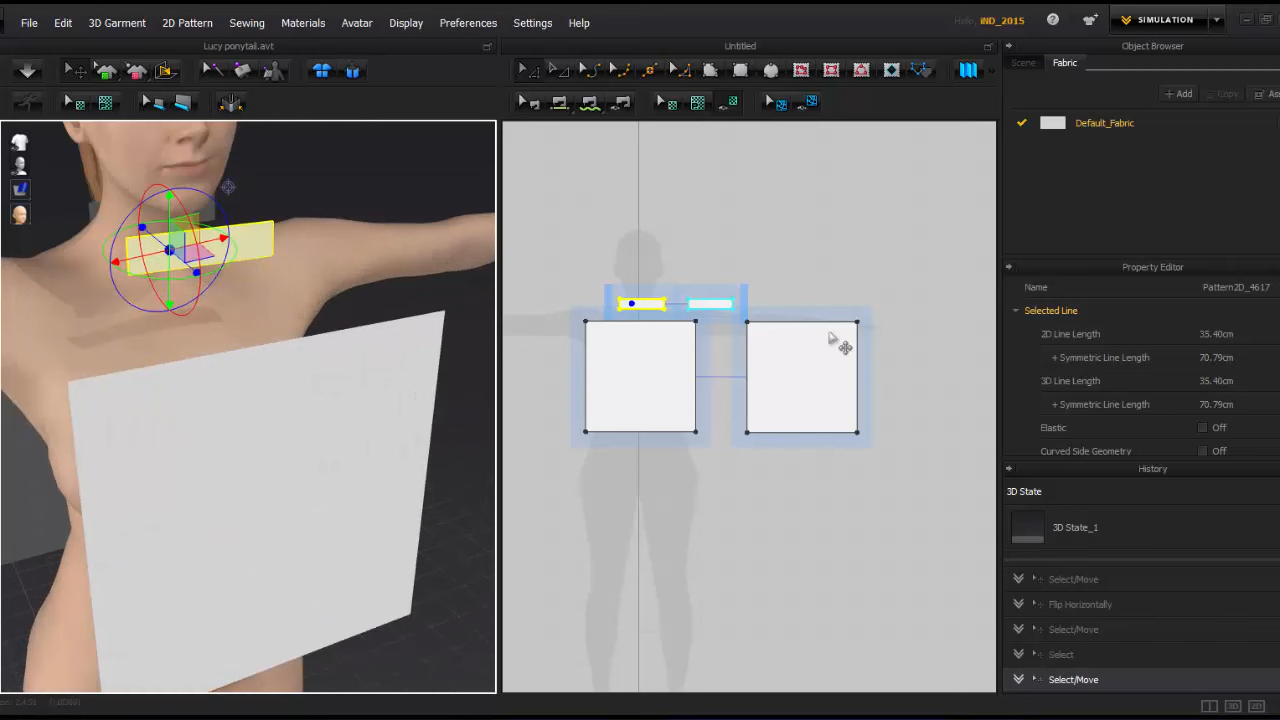 File Edit 3D Garment 2D Pattern Sewing Materials Avatar Display Preferences Settings Help
Hello, iND_2015
SIMULATION
Lucy ponytail.avt
Untitled
Object Browser
Scene Fabric
+ Add Copy
Default_Fabric
Property Editor
Name Pattern2D_4617
Selected Line
2D Line Length 35.40cm
+ Symmetric Line Length 70.79cm
3D Line Length 35.40cm
+ Symmetric Line Length 70.79cm
Elastic Off
Curved Side Geometry Off
History
3D State
3D State_1
Select/Move
Flip Horizontally
Select/Move
Select
Select/Move
3D 2D